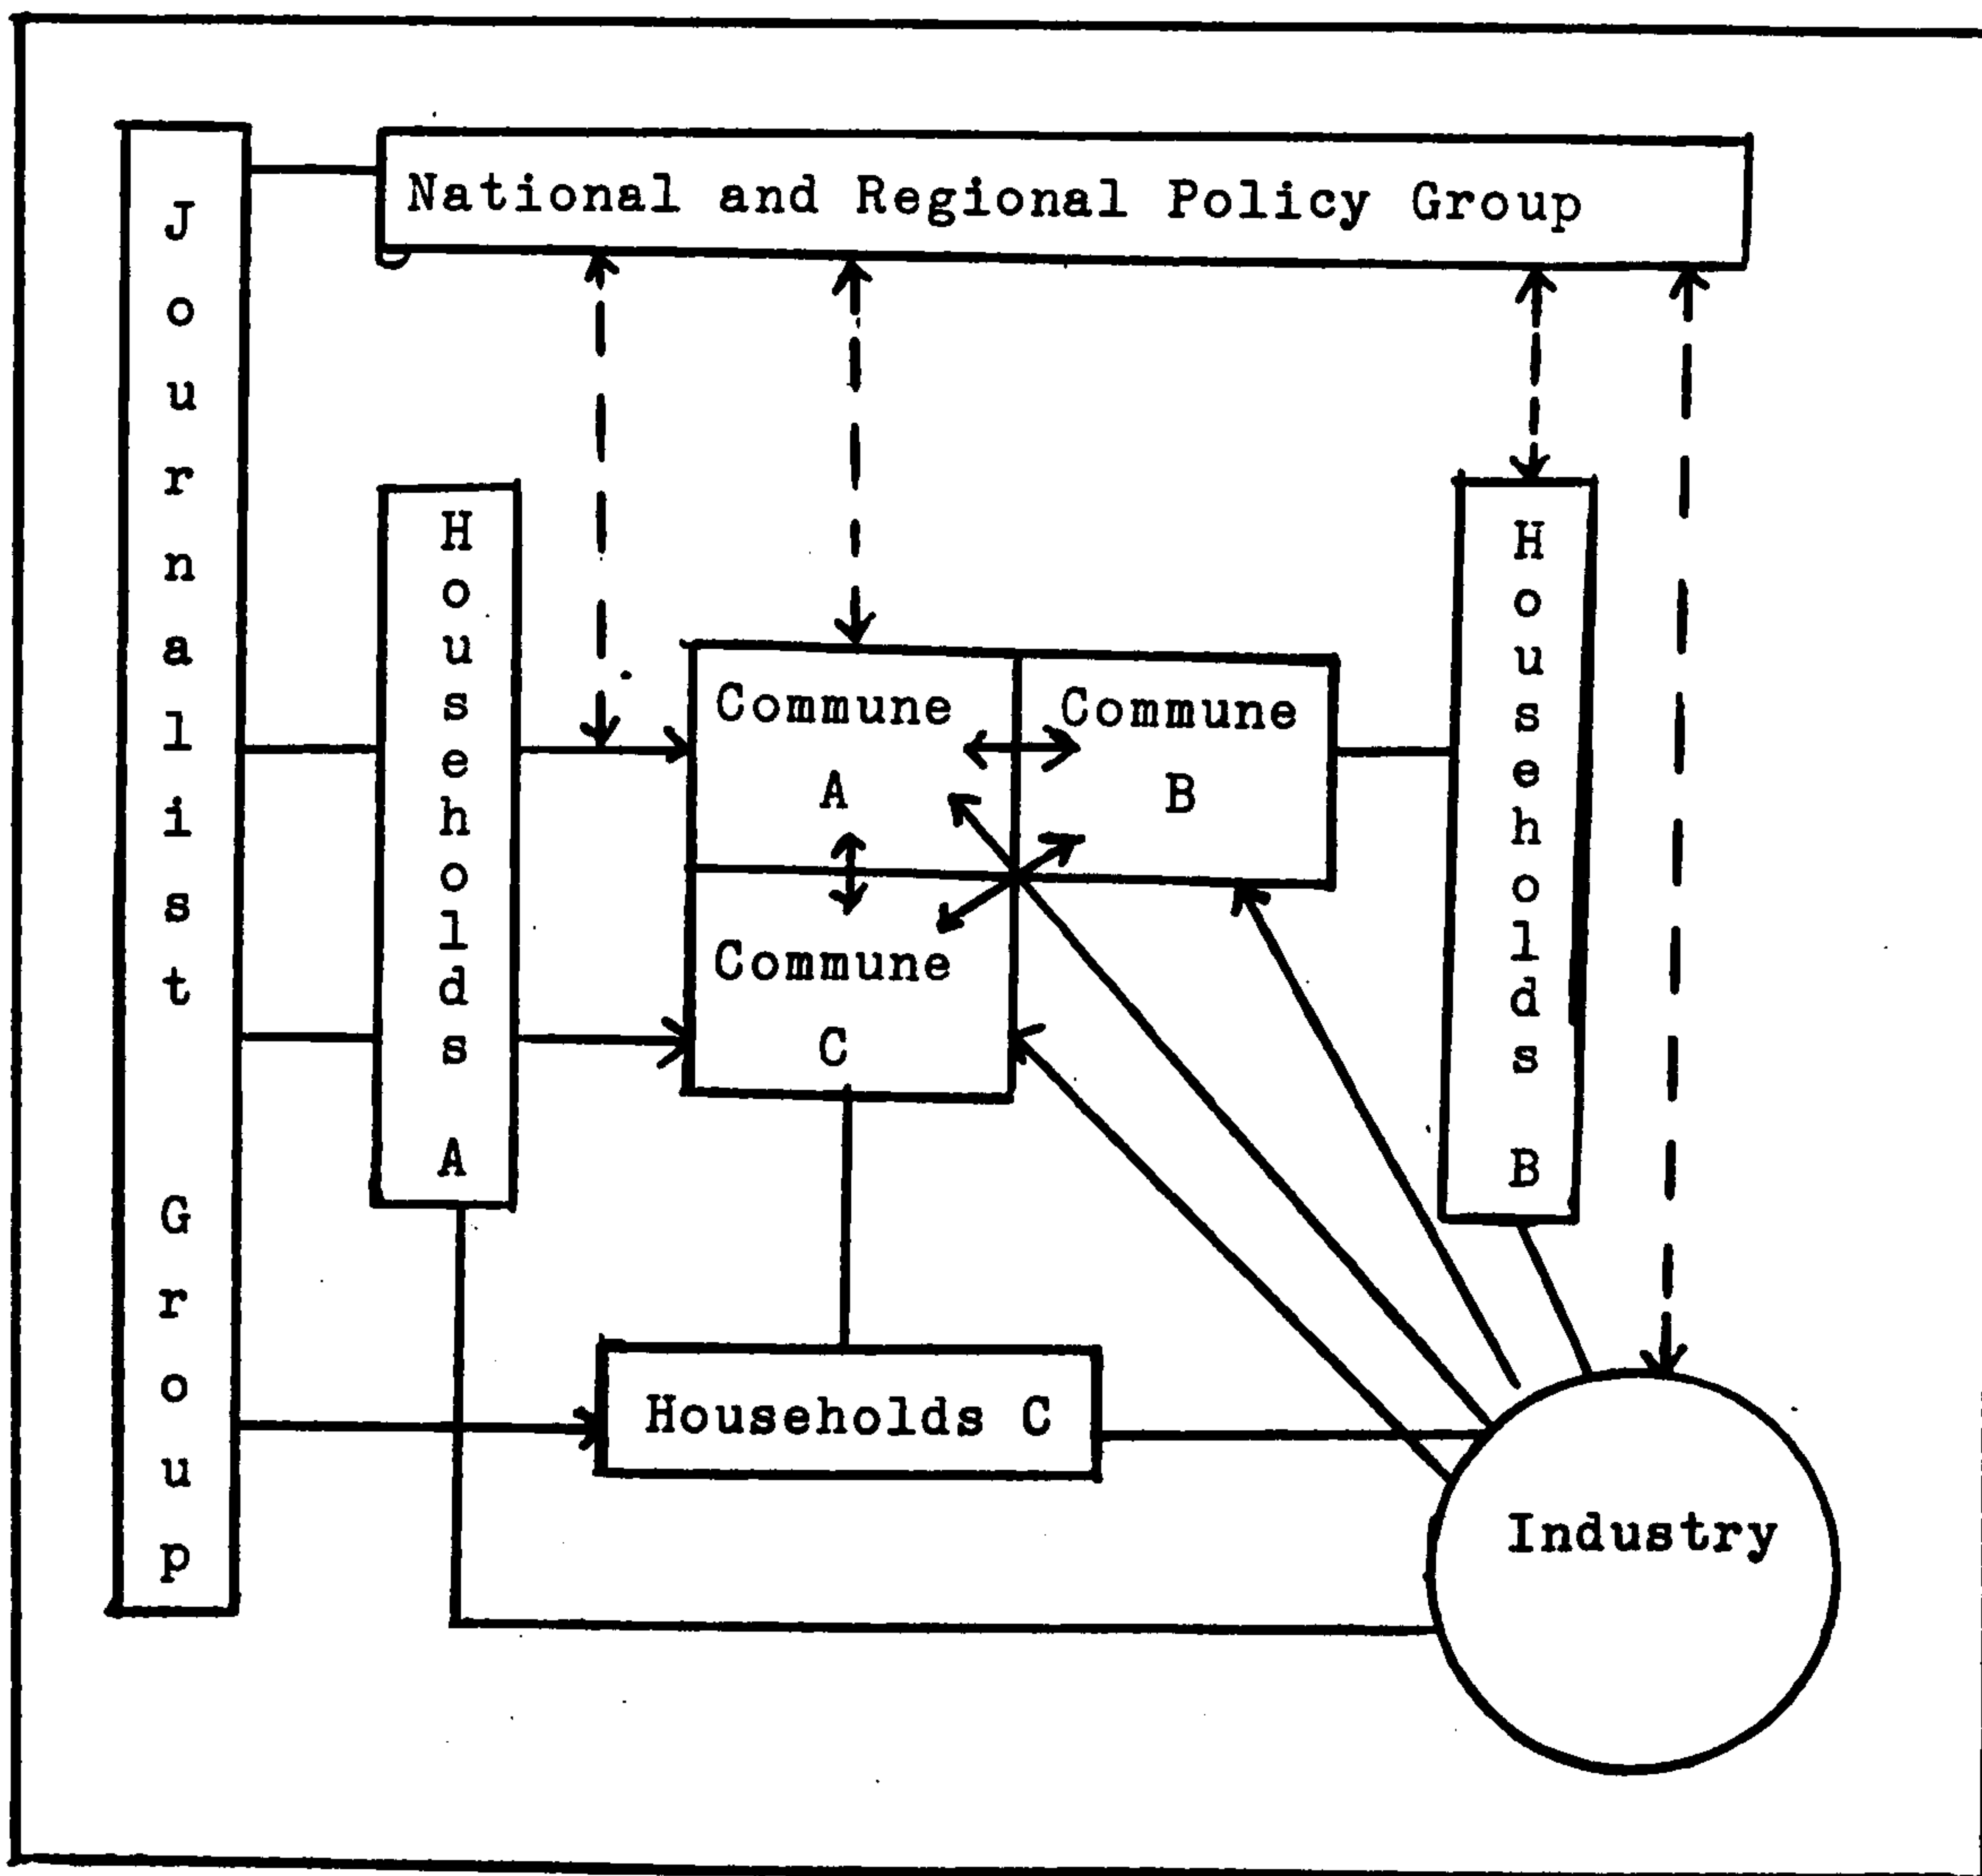 National and Regional Policy Group
Journalist Group
Households A
Commune
A
Commune
B
Commune
C
Households B
Households C
Industry